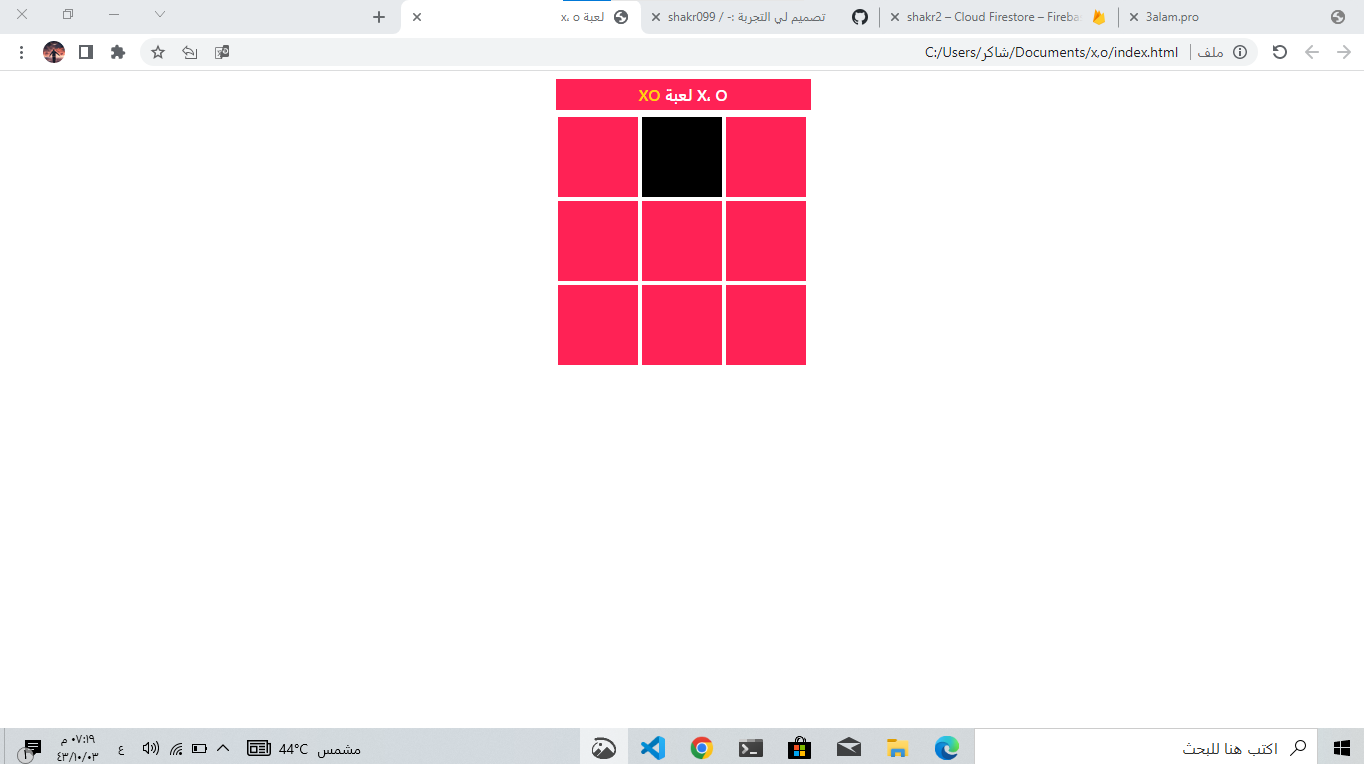 3alam.pro
shakr2 – Cloud Firestore – Fireba
shakr099 / تصميم لي التجربة :-
لعبة x، o
ملف
C:/Users/شاكر/Documents/x,o/index.html
XO لعبة X، O
اكتب هنا للبحث
44°C مشمس
ع
٠٧:١٩ م
٤٣/١٠/٠٣
١